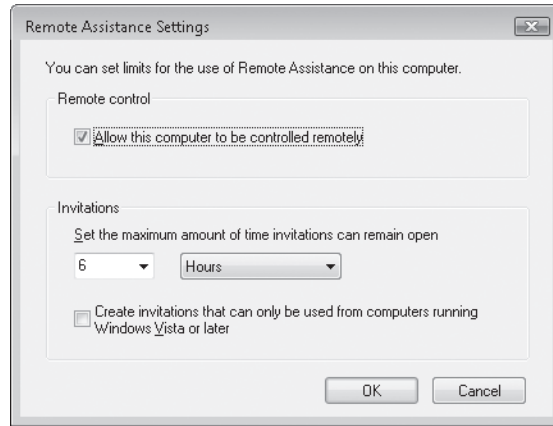 Remote Assistance Settings
You can set limits for the use of Remote Assistance on this computer.
Remote control
Allow this computer to be controlled remotely
Invitations
Set the maximum amount of time invitations can remain open
6 Hours
Create invitations that can only be used from computers running
Windows Vista or later
OK Cancel